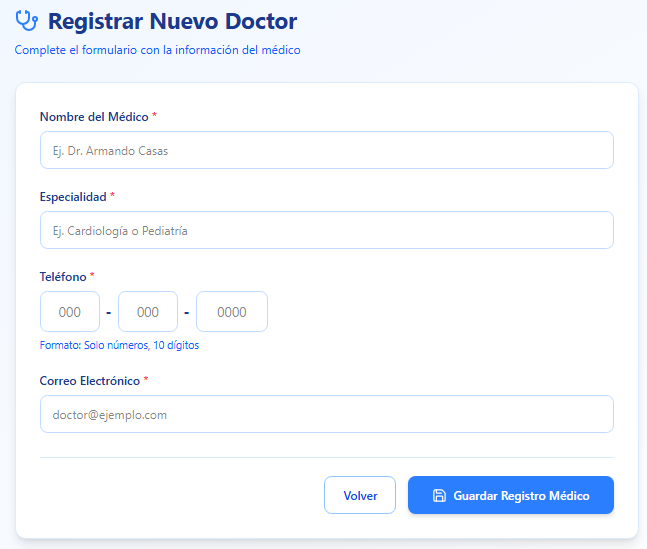 Registrar Nuevo Doctor
Complete el formulario con la información del médico
Nombre del Médico *
Ej. Dr. Armando Casas
Especialidad *
Ej. Cardiología o Pediatría
Teléfono *
000 - 000 - 0000
Formato: Solo números, 10 dígitos
Correo Electrónico *
doctor@ejemplo.com
Volver Guardar Registro Médico